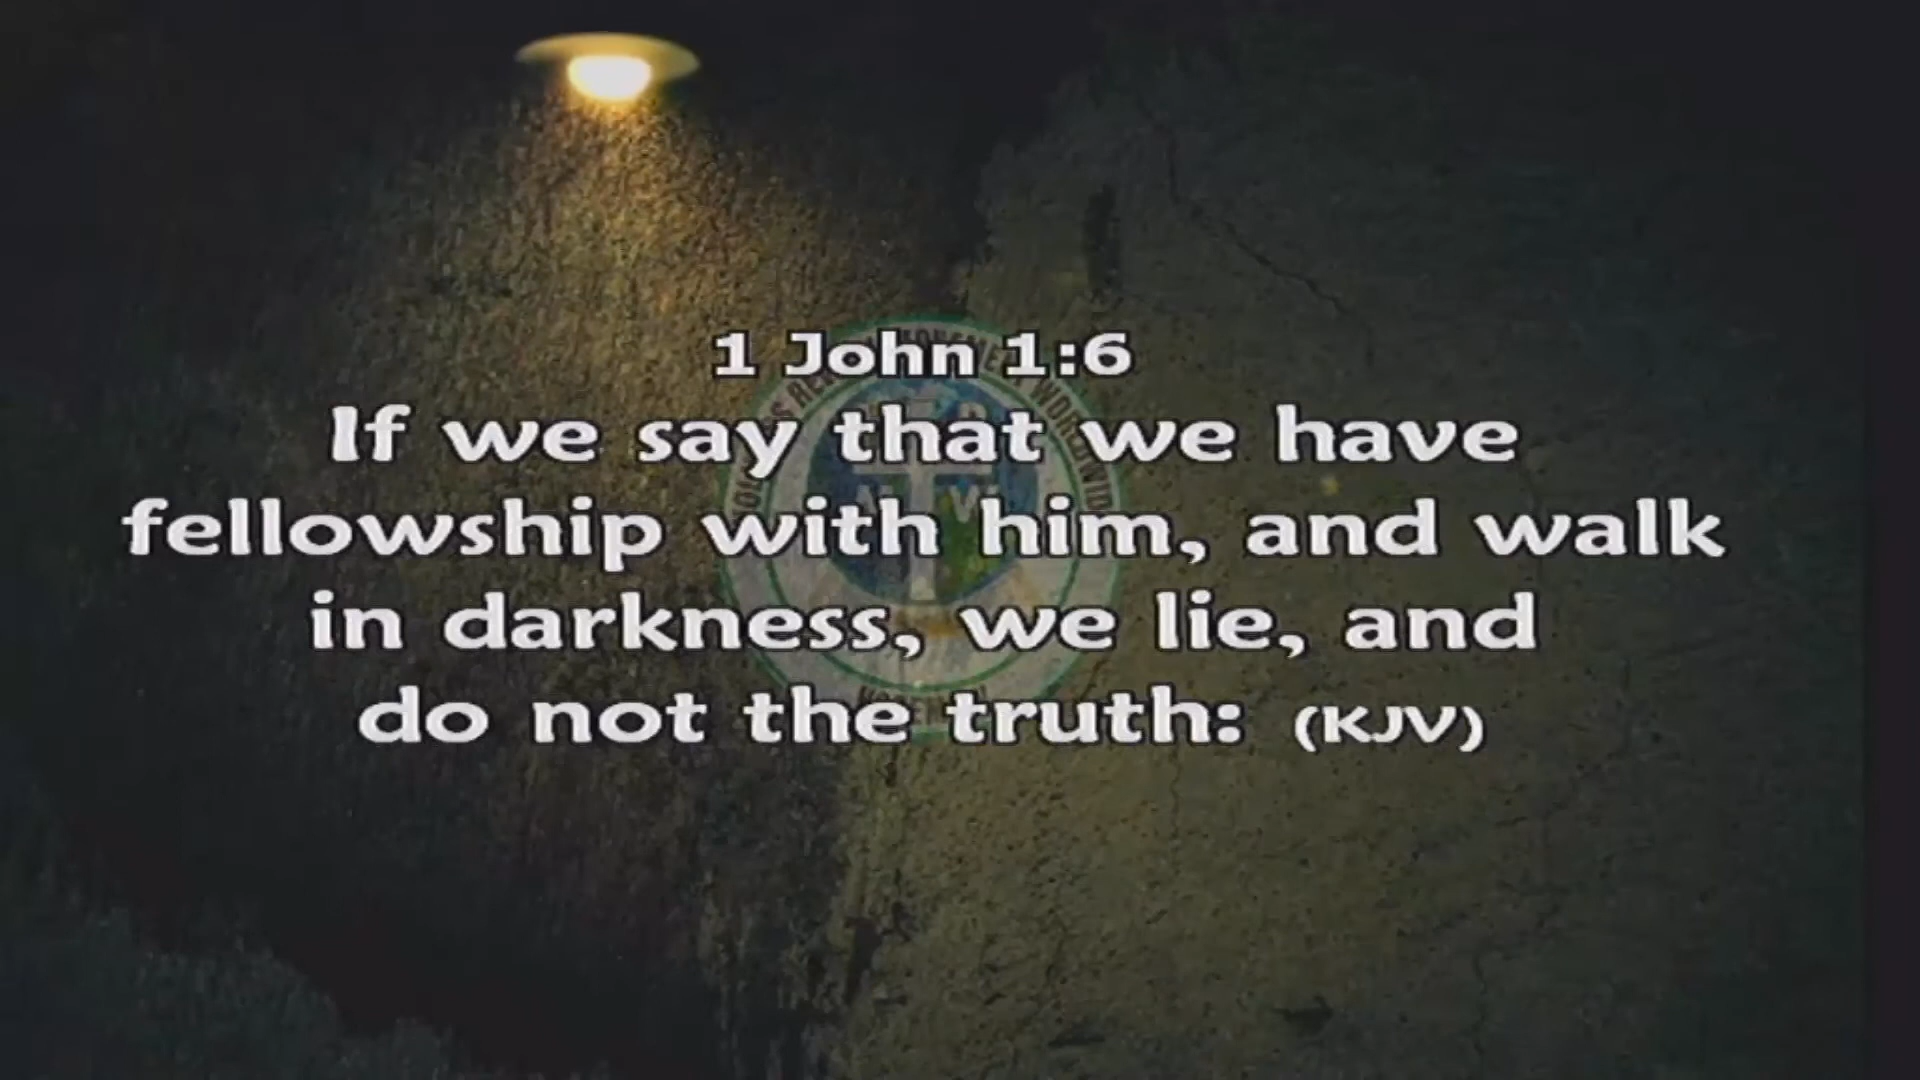 1 John 1:6
If we say that we have
fellowship with him, and walk
in darkness, we lie, and
do not the truth: (KJV)